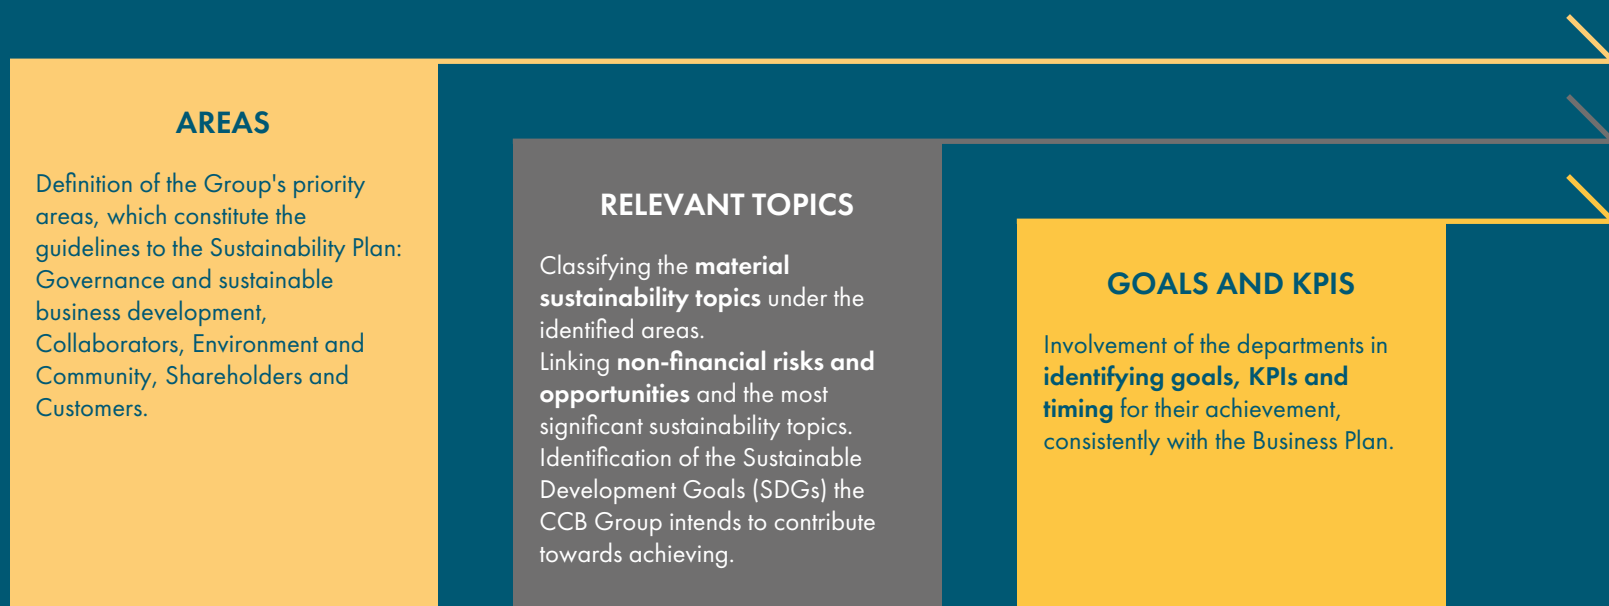 AREAS
Definition of the Group's priority
areas, which constitute the
guidelines to the Sustainability Plan:
Governance and sustainable
business development,
Collaborators, Environment and
Community, Shareholders and
Customers.
RELEVANT TOPICS
Classifying the material
sustainability topics under the
identified areas.
Linking non-financial risks and
opportunities and the most
significant sustainability topics.
Identification of the Sustainable
Development Goals (SDGs) the
CCB Group intends to contribute
towards achieving.
GOALS AND KPIS
Involvement of the departments in
identifying goals, KPIs and
timing for their achievement,
consistently with the Business Plan.